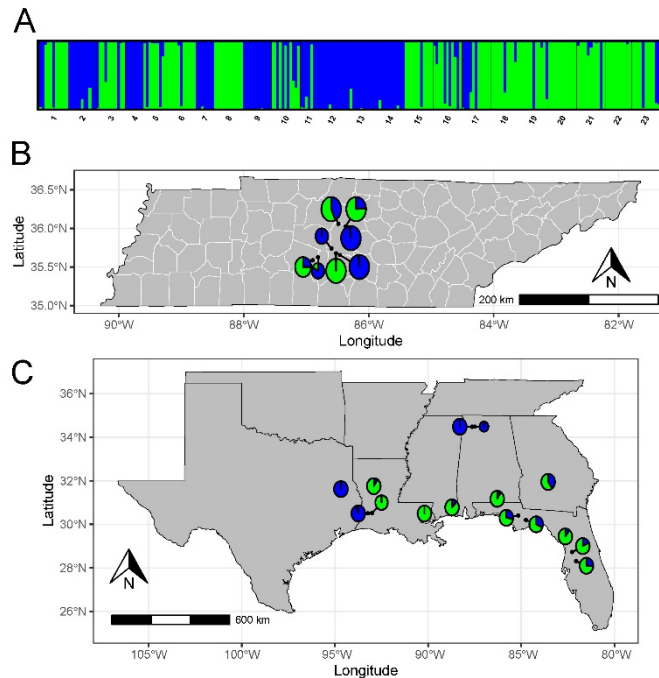 A
1 2 3 4 5 6 7 8 9 10 11 12 13 14 15 16 17 18 19 20 21 22 23
B
36.5°N
36.0°N
35.5°N
35.0°N
Latitude
N
200 km
90°W 88°W 86°W 84°W 82°W
Longitude
C
36°N
34°N
32°N
30°N
28°N
26°N
Latitude
N
600 km
105°W 100°W 95°W 90°W 85°W 80°W
Longitude